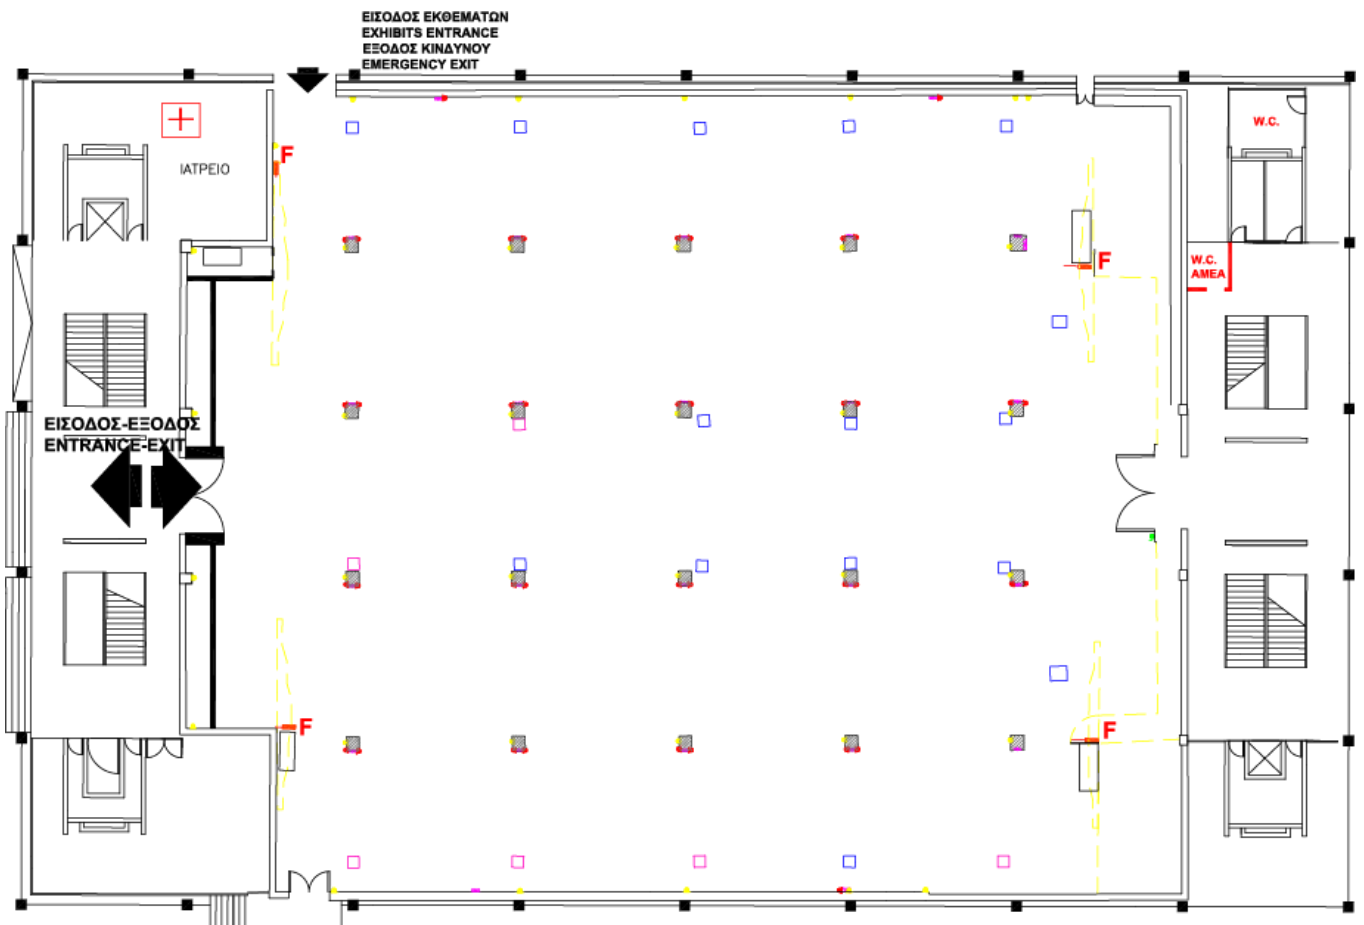 ΕΙΣΟΔΟΣ ΕΚΘΕΜΑΤΩΝ
EXHIBITS ENTRANCE
ΕΞΟΔΟΣ ΚΙΝΔΥΝΟΥ
EMERGENCY EXIT
W.C.
F
ΙΑΤΡΕΙΟ
F
W.C.
ΑΜΕΑ
ΕΙΣΟΔΟΣ-ΕΞΟΔΟΣ
ENTRANCE-EXIT
F
F